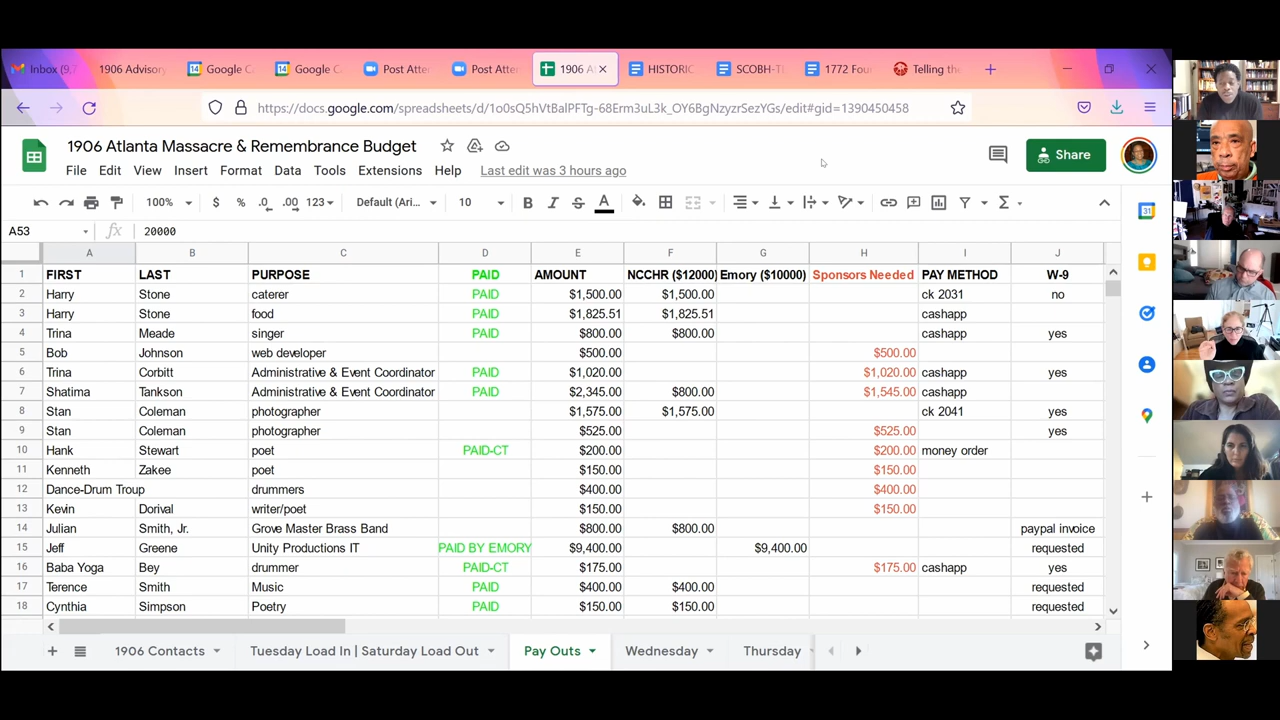 Inbox (9,7
1906 Advisory
Google C
Google C
Post Atte
Post Atte
1906 A
HISTORIC
SCOBH-TL
1772 Fou
Telling the
https://docs.google.com/spreadsheets/d/1o0sQ5hVtBalPFTg-68Erm3uL3k_OY6BgNzyzrSezYGs/edit#gid=1390450458
1906 Atlanta Massacre & Remembrance Budget
File Edit View Insert Format Data Tools Extensions Help Last edit was 3 hours ago
Share
100% $ % .0 .00 123 Default (Ari... 10 B I S A
A53 fx 20000
A B C D E F G H I J
1 FIRST LAST PURPOSE PAID AMOUNT NCCHR ($12000) Emory ($10000) Sponsors Needed PAY METHOD W-9
2 Harry Stone caterer PAID $1,500.00 $1,500.00 ck 2031 no
3 Harry Stone food PAID $1,825.51 $1,825.51 cashapp
4 Trina Meade singer PAID $800.00 $800.00 cashapp yes
5 Bob Johnson web developer $500.00 $500.00
6 Trina Corbitt Administrative & Event Coordinator PAID $1,020.00 $1,020.00 cashapp yes
7 Shatima Tankson Administrative & Event Coordinator PAID $2,345.00 $800.00 $1,545.00 cashapp
8 Stan Coleman photographer $1,575.00 $1,575.00 ck 2041 yes
9 Stan Coleman photographer $525.00 $525.00 yes
10 Hank Stewart poet PAID-CT $200.00 $200.00 money order
11 Kenneth Zakee poet $150.00 $150.00
12 Dance-Drum Troup drummers $400.00 $400.00
13 Kevin Dorival writer/poet $150.00 $150.00
14 Julian Smith, Jr. Grove Master Brass Band $800.00 $800.00 paypal invoice
15 Jeff Greene Unity Productions IT PAID BY EMORY $9,400.00 $9,400.00 requested
16 Baba Yoga Bey drummer PAID-CT $175.00 $175.00 cashapp yes
17 Terence Smith Music PAID $400.00 $400.00 requested
18 Cynthia Simpson Poetry PAID $150.00 $150.00 requested
1906 Contacts Tuesday Load In | Saturday Load Out Pay Outs Wednesday Thursday